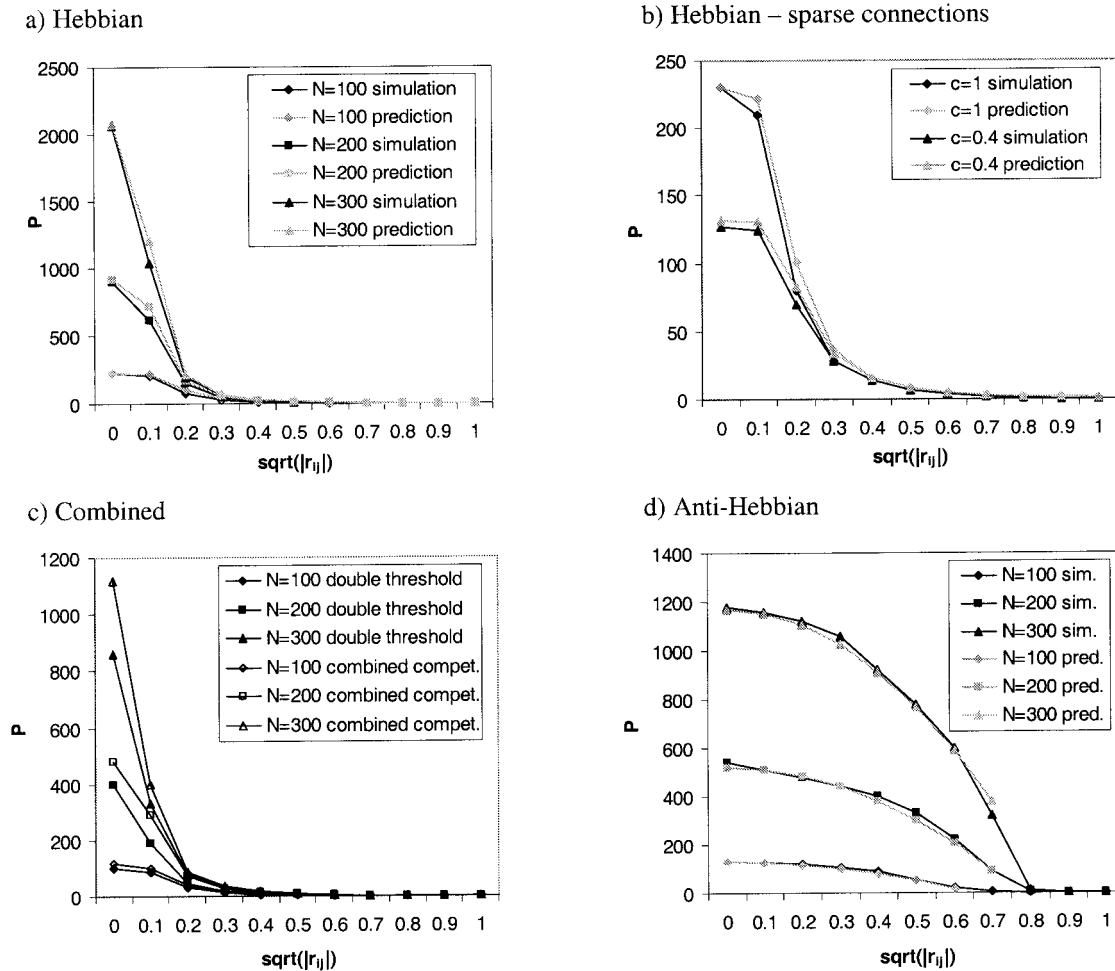 a) Hebbian
2500
2000
1500
1000
500
0
P
N=100 simulation
N=100 prediction
N=200 simulation
N=200 prediction
N=300 simulation
N=300 prediction
0 0.1 0.2 0.3 0.4 0.5 0.6 0.7 0.8 0.9 1
sqrt(|rij|)
b) Hebbian – sparse connections
250
200
150
100
50
0
P
c=1 simulation
c=1 prediction
c=0.4 simulation
c=0.4 prediction
0 0.1 0.2 0.3 0.4 0.5 0.6 0.7 0.8 0.9 1
sqrt(|rij|)
c) Combined
1200
1000
800
600
400
200
0
P
N=100 double threshold
N=200 double threshold
N=300 double threshold
N=100 combined compet.
N=200 combined compet.
N=300 combined compet.
0 0.1 0.2 0.3 0.4 0.5 0.6 0.7 0.8 0.9 1
sqrt(|rij|)
d) Anti-Hebbian
1400
1200
1000
800
600
400
200
0
P
N=100 sim.
N=200 sim.
N=300 sim.
N=100 pred.
N=200 pred.
N=300 pred.
0 0.1 0.2 0.3 0.4 0.5 0.6 0.7 0.8 0.9 1
sqrt(|rij|)